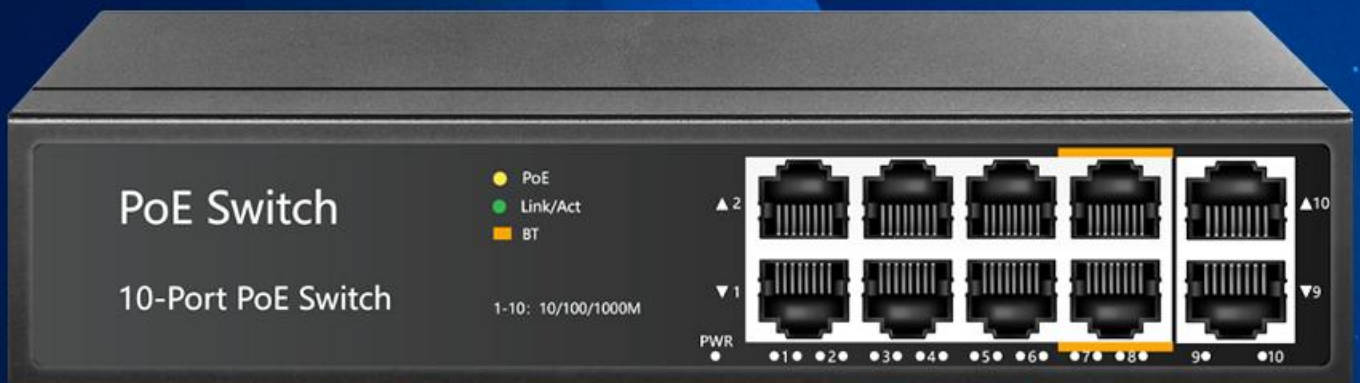 PoE Switch
10-Port PoE Switch
PoE
Link/Act
BT
1-10: 10/100/1000M
▲2
▼1
▲10
▼9
PWR
1 2 3 4 5 6 7 8 9 10